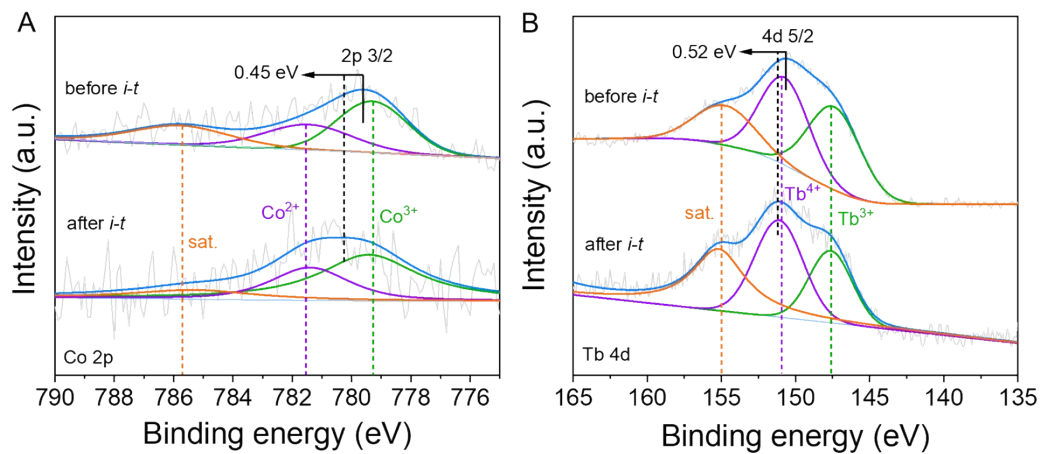 A
2p 3/2
0.45 eV
before i-t
Co²⁺
Co³⁺
after i-t
sat.
Co 2p
Intensity (a.u.)
790 788 786 784 782 780 778 776
Binding energy (eV)
B
4d 5/2
0.52 eV
before i-t
Tb⁴⁺
sat.
Tb³⁺
after i-t
Tb 4d
Intensity (a.u.)
165 160 155 150 145 140 135
Binding energy (eV)